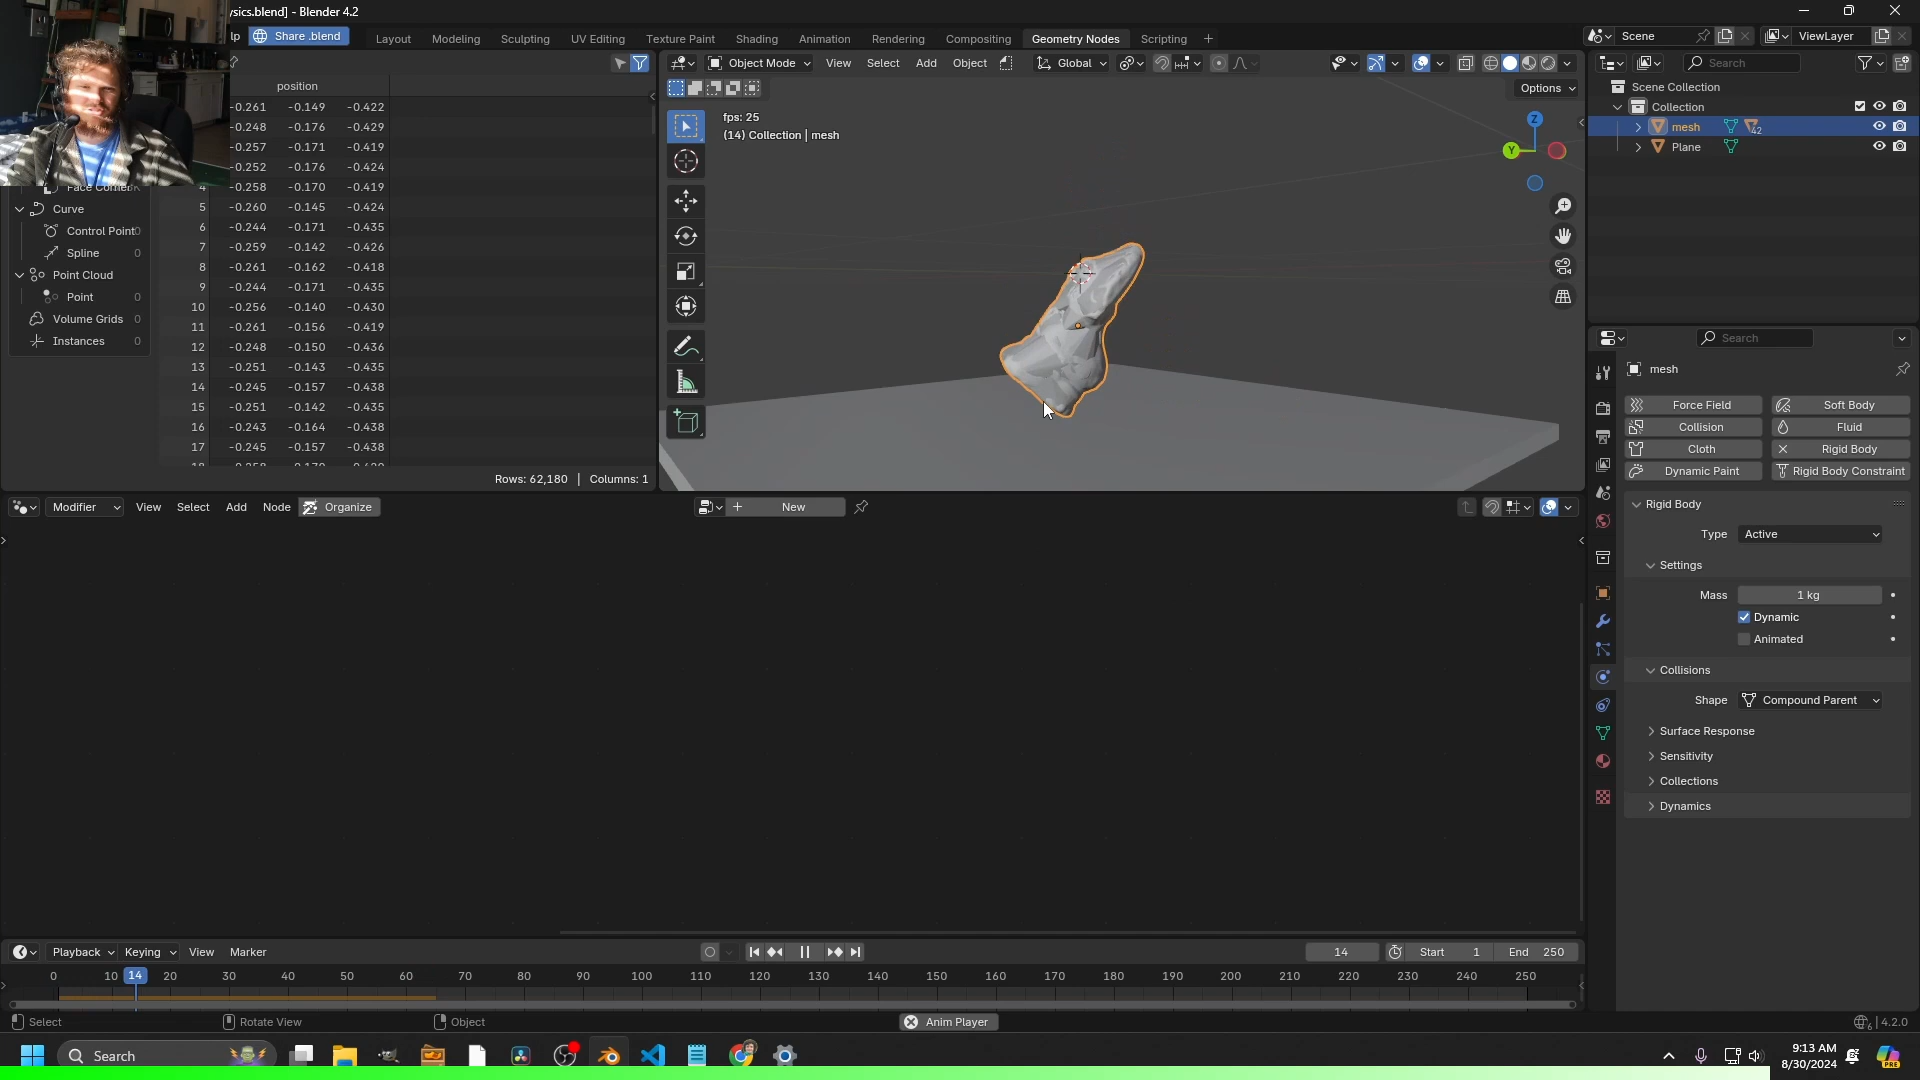 ysics.blend] - Blender 4.2
lp Share .blend Layout Modeling Sculpting UV Editing Texture Paint Shading Animation Rendering Compositing Geometry Nodes Scripting
Scene ViewLayer
Object Mode View Select Add Object Global
Options
Search
position
-0.261 -0.149 -0.422
-0.248 -0.176 -0.429
-0.257 -0.171 -0.419
-0.252 -0.176 -0.424
4 -0.258 -0.170 -0.419
5 -0.260 -0.145 -0.424
6 -0.244 -0.171 -0.435
7 -0.259 -0.142 -0.426
8 -0.261 -0.162 -0.418
9 -0.244 -0.171 -0.435
10 -0.256 -0.140 -0.430
11 -0.261 -0.156 -0.419
12 -0.248 -0.150 -0.436
13 -0.251 -0.143 -0.435
14 -0.245 -0.157 -0.438
15 -0.251 -0.142 -0.435
16 -0.243 -0.164 -0.438
17 -0.245 -0.157 -0.438
Rows: 62,180 | Columns: 1
Face Corner
Curve
Control Point 0
Spline 0
Point Cloud
Point 0
Volume Grids 0
Instances 0
fps: 25
(14) Collection | mesh
Z
Y
Scene Collection
Collection
mesh 42
Plane
Search
mesh
Force Field Soft Body
Collision Fluid
Cloth Rigid Body
Dynamic Paint Rigid Body Constraint
Rigid Body
Type Active
Settings
Mass 1 kg
Dynamic
Animated
Collisions
Shape Compound Parent
Surface Response
Sensitivity
Collections
Dynamics
Modifier View Select Add Node Organize
New
Playback Keying View Marker
14 Start 1 End 250
0 10 14 20 30 40 50 60 70 80 90 100 110 120 130 140 150 160 170 180 190 200 210 220 230 240 250
Select Rotate View Object Anim Player 4.2.0
Search
9:13 AM
8/30/2024
PRE